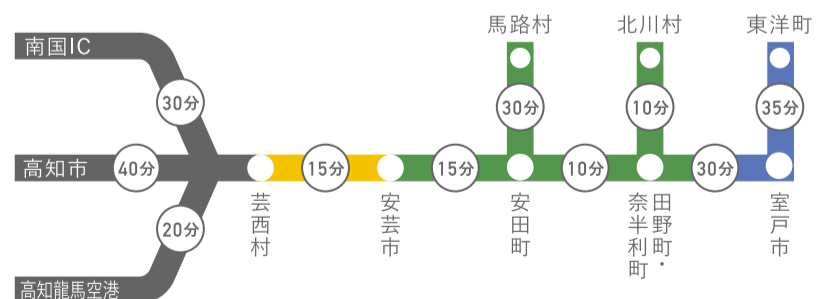 馬路村
北川村
東洋町
南国IC
30分
30分
10分
35分
高知市
40分
15分
15分
10分
30分
芸西村
安芸市
安田町
田野町・
奈半利町
室戸市
20分
高知龍馬空港